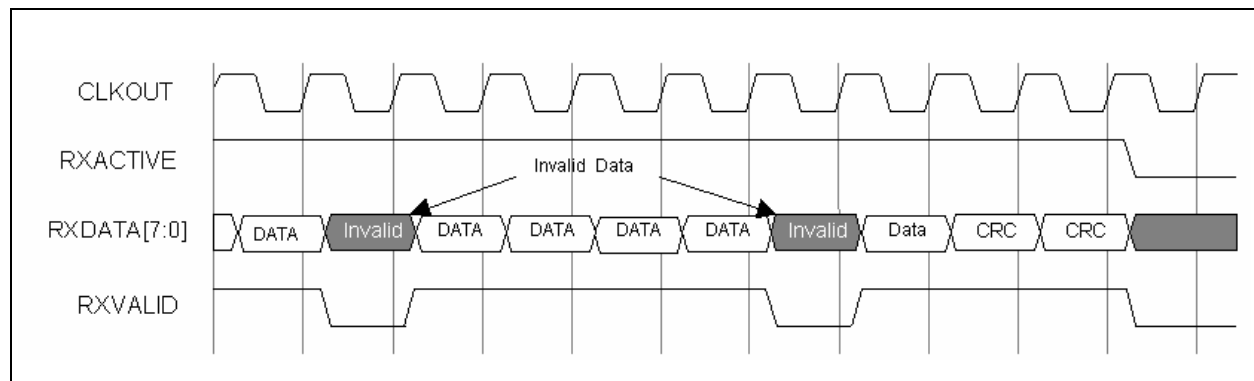 CLKOUT
RXACTIVE
Invalid Data
RXDATA[7:0] DATA Invalid DATA DATA DATA DATA Invalid Data CRC CRC
RXVALID